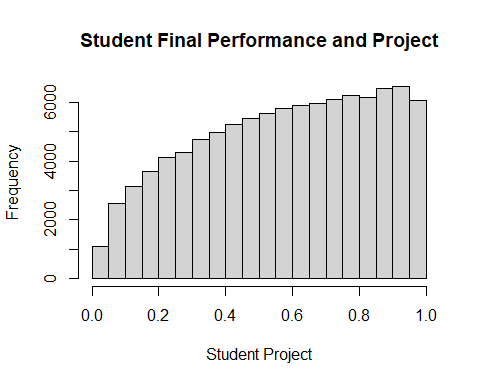 Student Final Performance and Project
Frequency
6000
4000
2000
0
0.0 0.2 0.4 0.6 0.8 1.0
Student Project